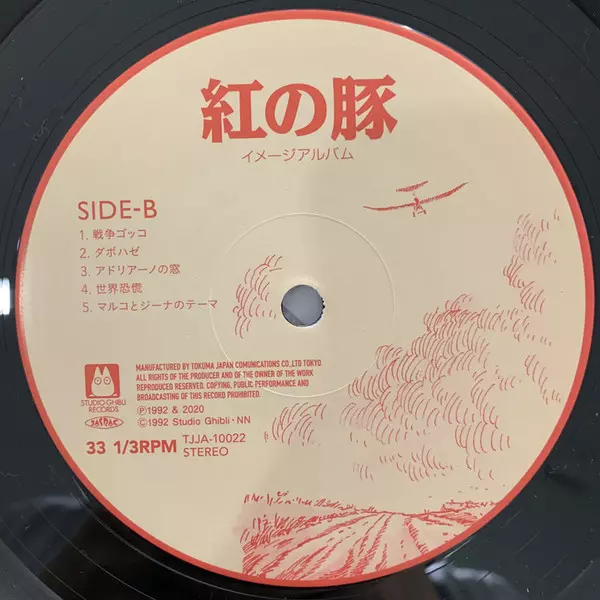 紅の豚
イメージアルバム
SIDE-B
1. 戦争ゴッコ
2. ダボハゼ
3. アドリアーノの窓
4. 世界恐慌
5. マルコとジーナのテーマ
MANUFACTURED BY TOKUMA JAPAN COMUNICATIONS CO.,LTD TOKYO.
ALL RIGHTS OF THE PRODUCER AND OF THE OWNER OF THE WORK
REPRODUCED RESERVED. COPYING, PUBLIC PERFORMANCE AND
BROADCASTING OF THIS RECORD PROHIBITED.
STUDIO GHIBLI
RECORDS
JASRAC
Ⓟ1992 & 2020
©1992 Studio Ghibli・NN
33 1/3RPM
TJJA-10022
STEREO